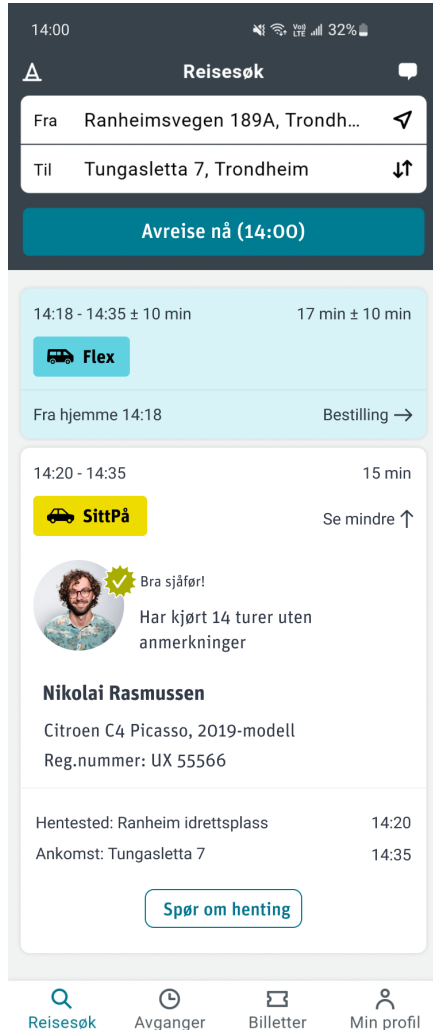 14:00
Voi) LTE 32%
Reisesøk
Fra Ranheimsvegen 189A, Trondh...
Til Tungasletta 7, Trondheim
Avreise nå (14:00)
14:18 - 14:35 ± 10 min 17 min ± 10 min
Flex
Fra hjemme 14:18 Bestilling →
14:20 - 14:35 15 min
SittPå
Se mindre ↑
Bra sjåfør!
Har kjørt 14 turer uten
anmerkninger
Nikolai Rasmussen
Citroen C4 Picasso, 2019-modell
Reg.nummer: UX 55566
Hentested: Ranheim idrettsplass 14:20
Ankomst: Tungasletta 7 14:35
Spør om henting
Reisesøk Avganger Billetter Min profil